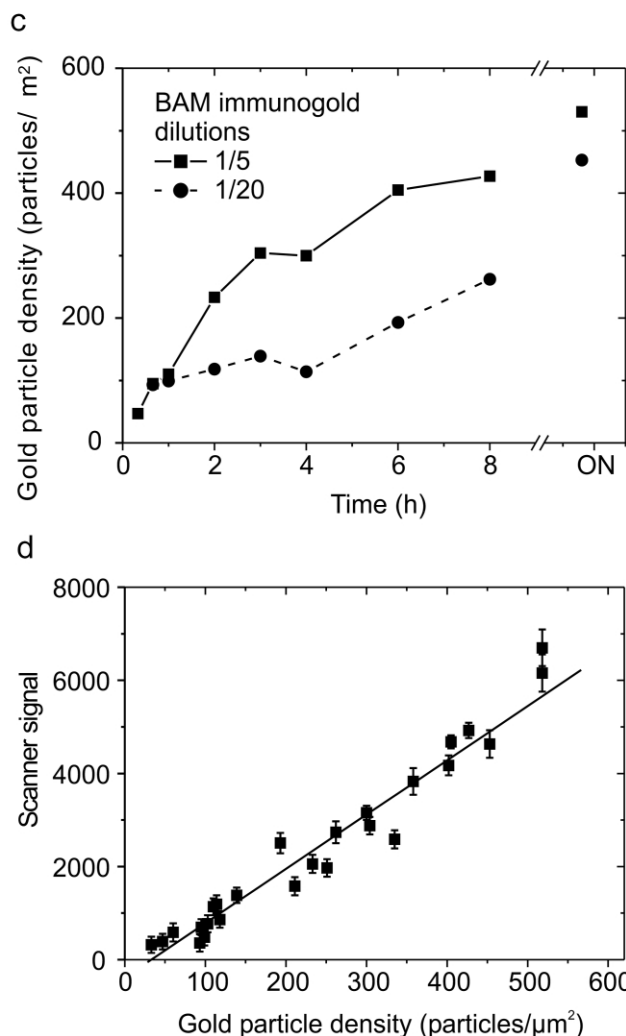 c
Gold particle density (particles/ m²)
600
400
200
0
BAM immunogold
dilutions
1/5
1/20
0
2
4
6
8
ON
Time (h)
d
Scanner signal
8000
6000
4000
2000
0
0
100
200
300
400
500
600
Gold particle density (particles/µm²)